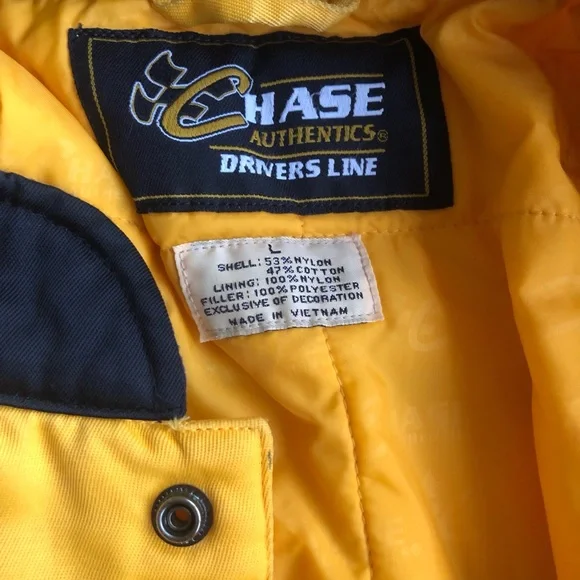 CHASE
AUTHENTICS®
DRIVERS LINE
L
SHELL: 53% NYLON
47% COTTON
LINING: 100% NYLON
FILLER: 100% POLYESTER
EXCLUSIVE OF DECORATION
MADE IN VIETNAM